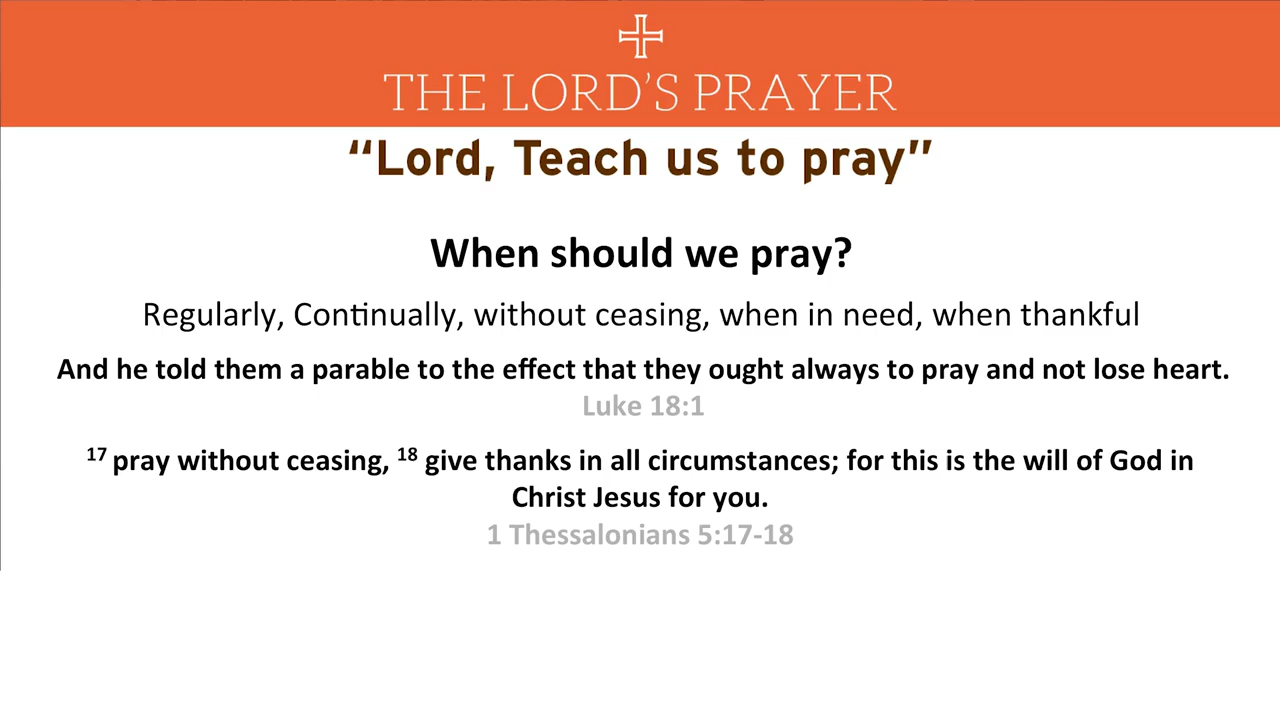 THE LORD’S PRAYER
“Lord, Teach us to pray”
When should we pray?
Regularly, Continually, without ceasing, when in need, when thankful
And he told them a parable to the effect that they ought always to pray and not lose heart.
Luke 18:1
17 pray without ceasing, 18 give thanks in all circumstances; for this is the will of God in
Christ Jesus for you.
1 Thessalonians 5:17-18